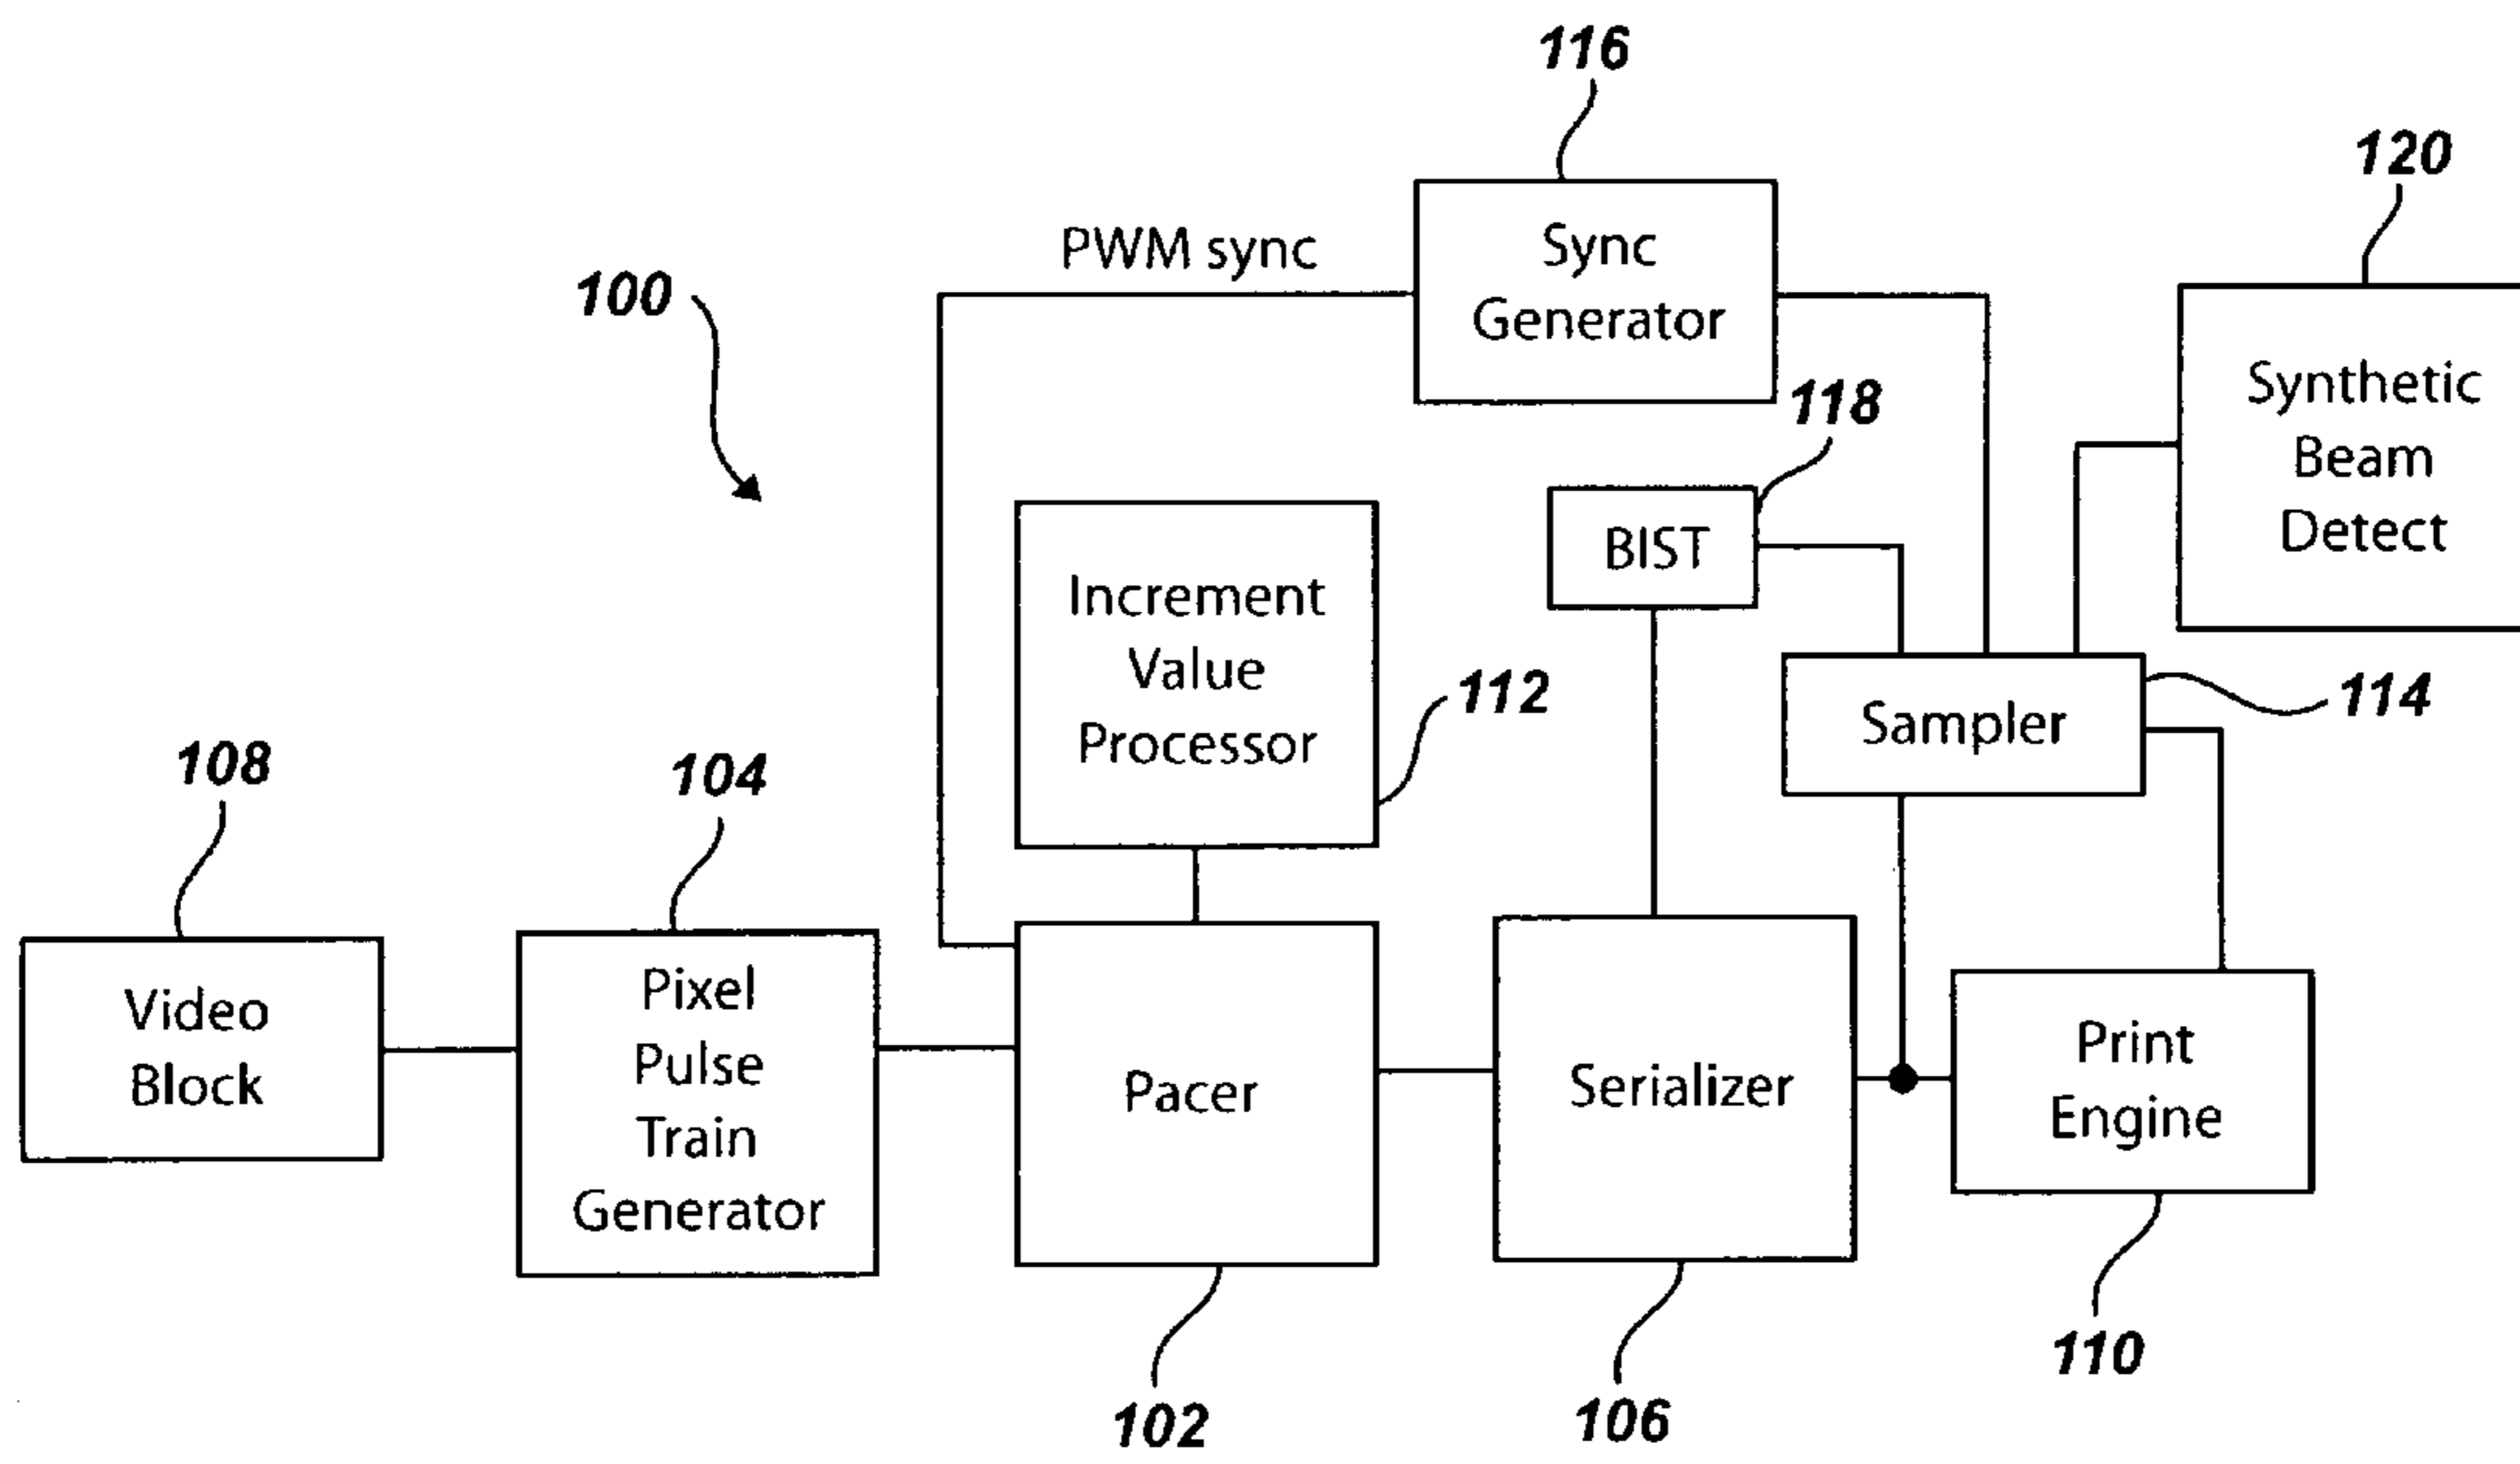 116
120
PWM sync
Sync
Generator
100
118
Synthetic
Beam
Detect
BIST
Increment
Value
Processor
112
Sampler
114
108
104
Video
Block
Pixel
Pulse
Train
Generator
Pacer
Serializer
Print
Engine
110
102
106